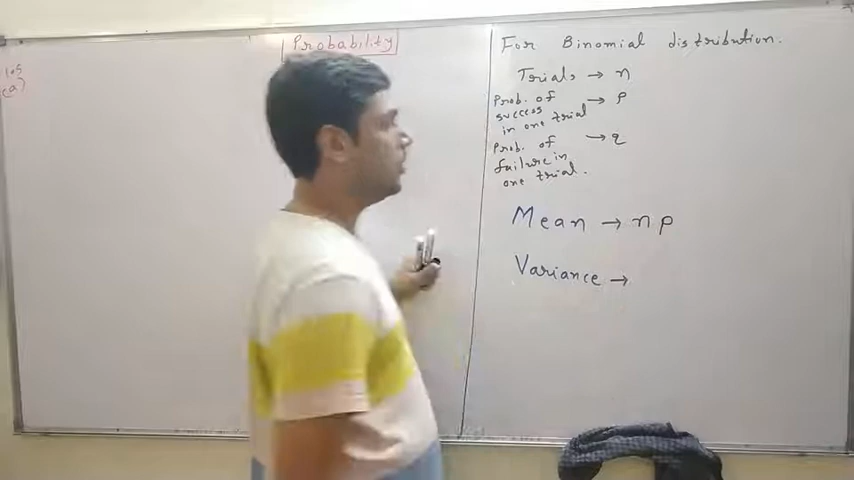 Probability
105
(a)
For Binomial distribution.
Trials → n
Prob. of success in one trial → p
Prob. of failure in one trial. → q
Mean → np
Variance →